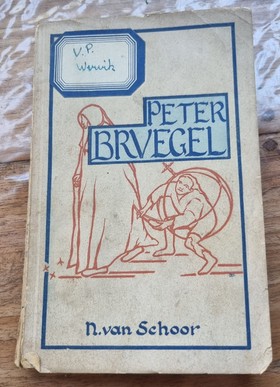 V.P.
Wervik
PETER
BRVEGEL
N. van Schoor